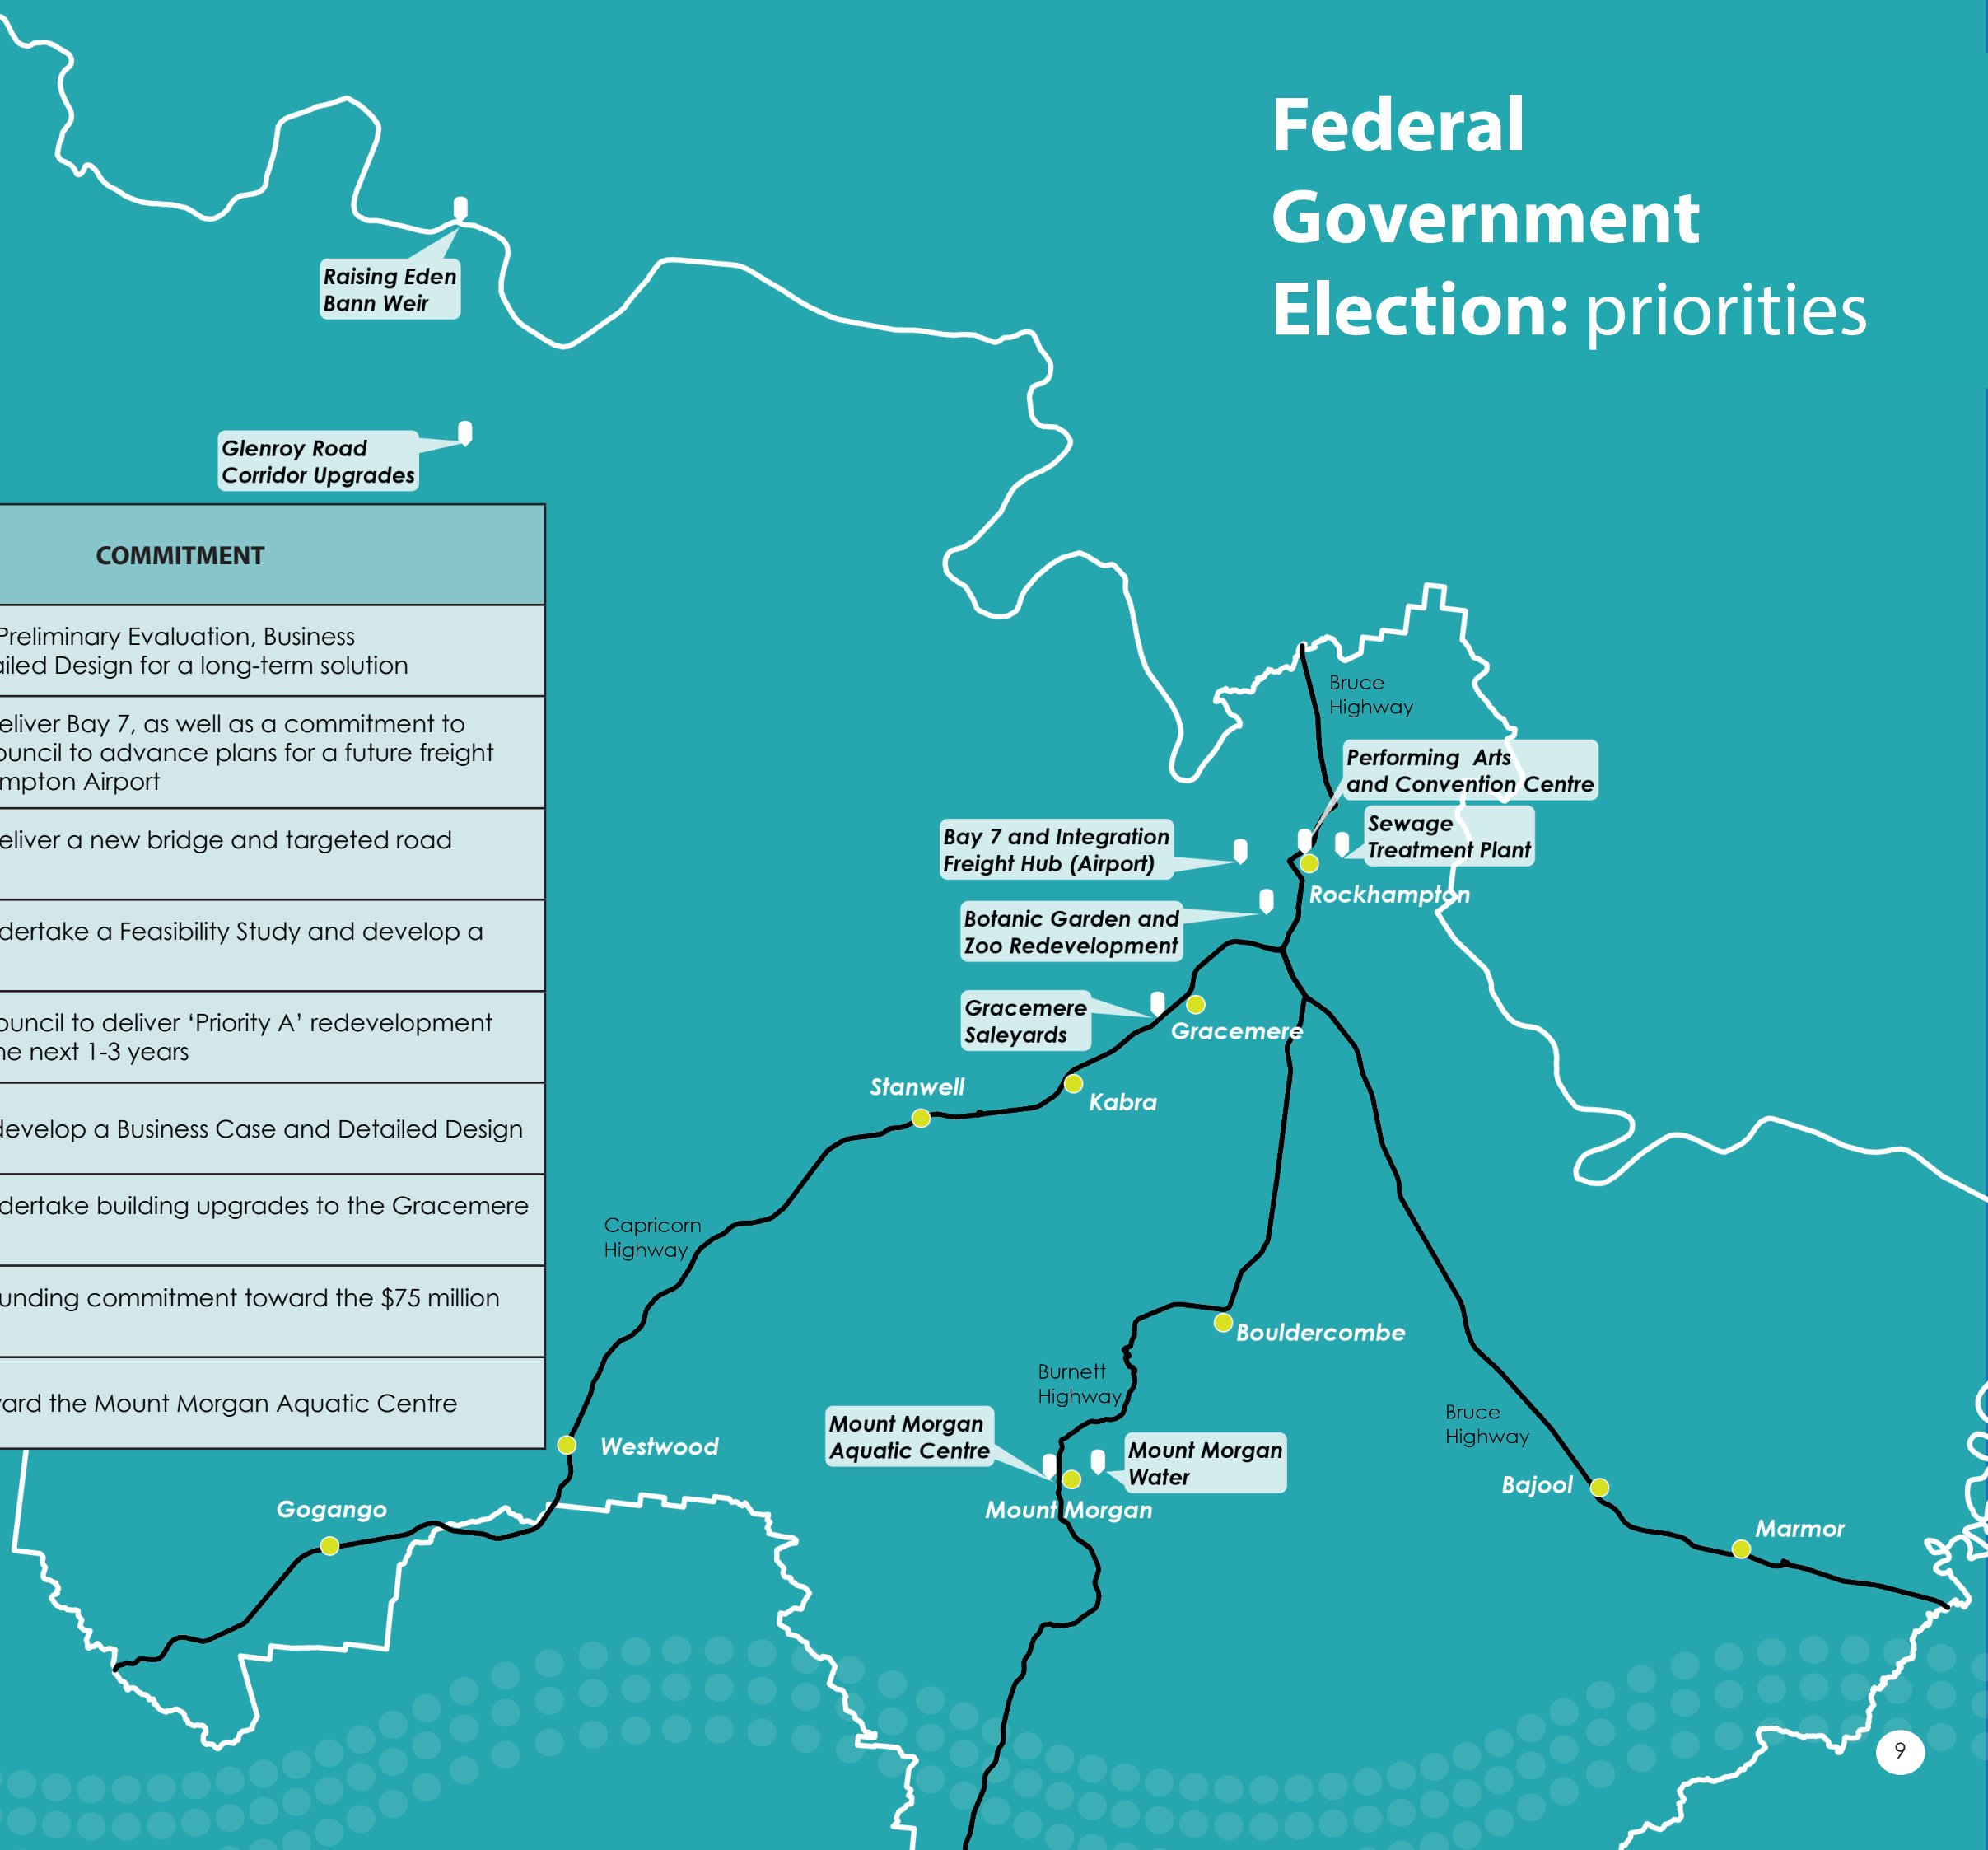 Federal
Government
Election: priorities
Raising Eden
Bann Weir
Glenroy Road
Corridor Upgrades
COMMITMENT
Preliminary Evaluation, Business
ailed Design for a long-term solution
eliver Bay 7, as well as a commitment to
ouncil to advance plans for a future freight
mpton Airport
eliver a new bridge and targeted road
dertake a Feasibility Study and develop a
ouncil to deliver ‘Priority A’ redevelopment
he next 1-3 years
develop a Business Case and Detailed Design
dertake building upgrades to the Gracemere
unding commitment toward the $75 million
ard the Mount Morgan Aquatic Centre
Bruce
Highway
Performing Arts
and Convention Centre
Bay 7 and Integration
Freight Hub (Airport)
Sewage
Treatment Plant
Rockhampton
Botanic Garden and
Zoo Redevelopment
Gracemere
Saleyards
Gracemere
Stanwell
Kabra
Capricorn
Highway
Bouldercombe
Burnett
Highway
Bruce
Highway
Mount Morgan
Aquatic Centre
Mount Morgan
Water
Westwood
Mount Morgan
Bajool
Gogango
Marmor
9